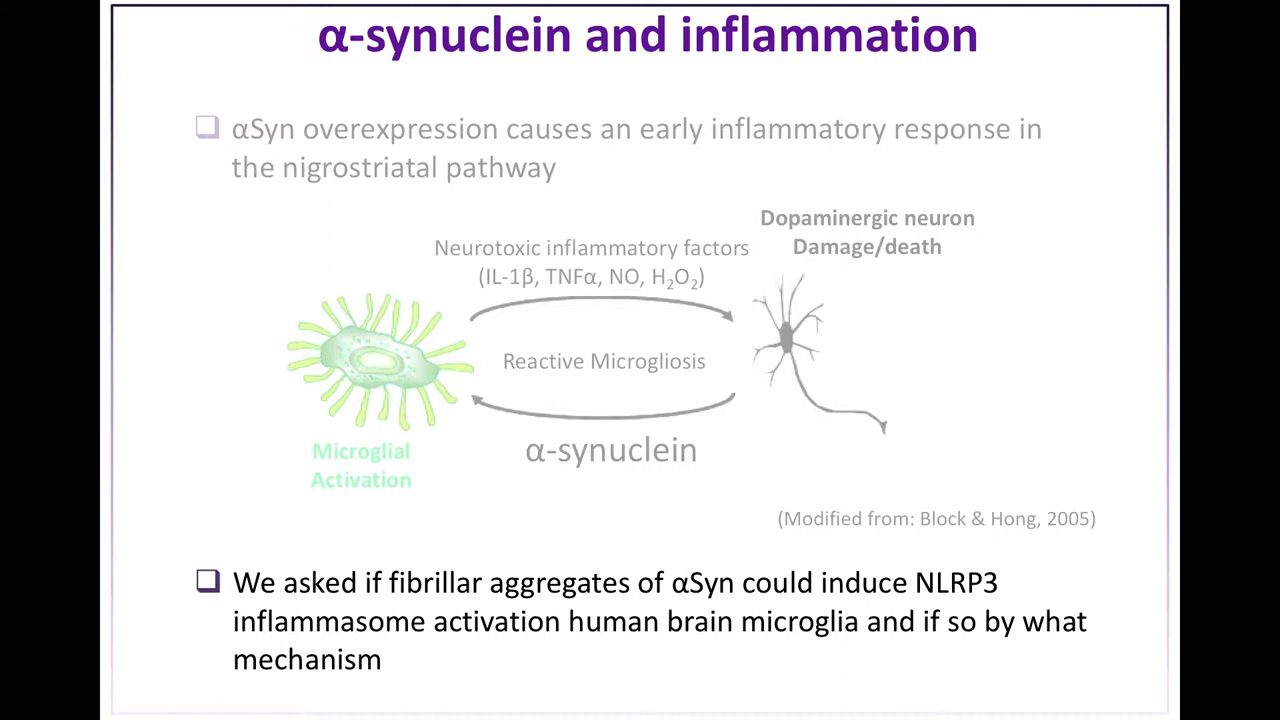 α-synuclein and inflammation
❑ αSyn overexpression causes an early inflammatory response in
the nigrostriatal pathway
Dopaminergic neuron
Damage/death
Neurotoxic inflammatory factors
(IL-1β, TNFα, NO, H₂O₂)
Reactive Microgliosis
α-synuclein
Microglial
Activation
(Modified from: Block & Hong, 2005)
❑ We asked if fibrillar aggregates of αSyn could induce NLRP3
inflammasome activation human brain microglia and if so by what
mechanism